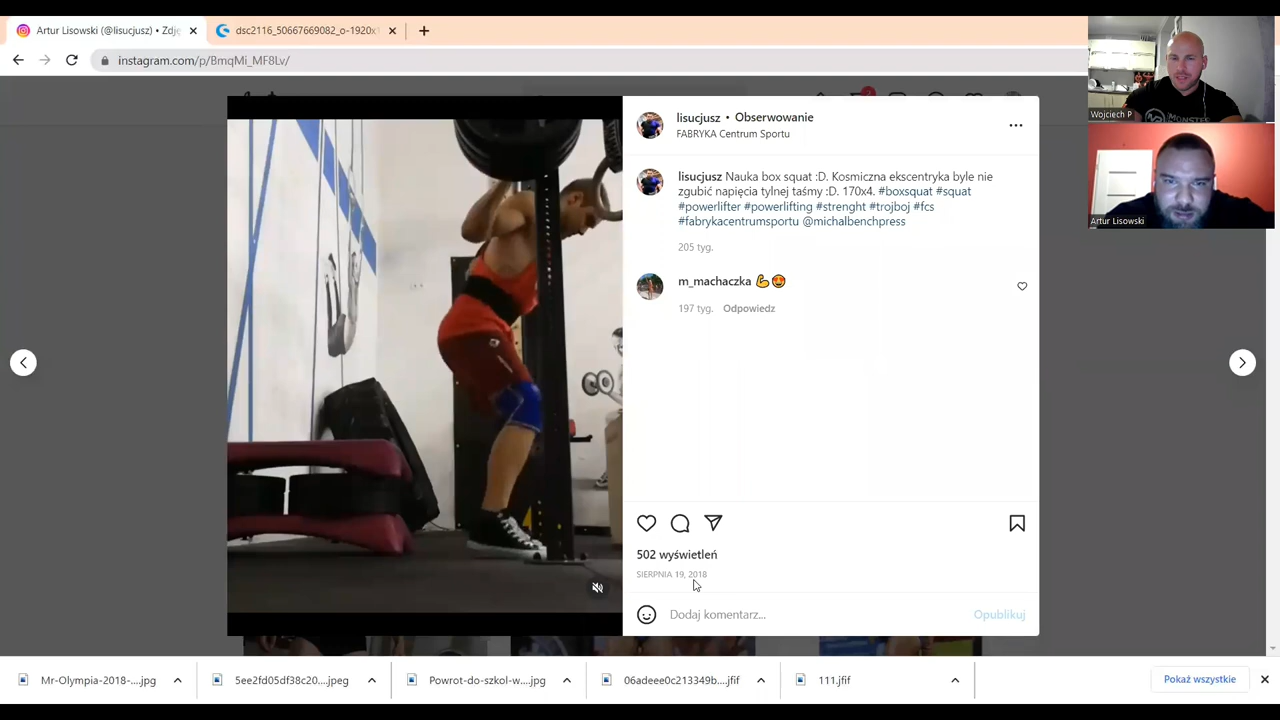 Artur Lisowski (@lisucjusz) • Zdję
dsc2116_50667669082_o-1920x1
instagram.com/p/BmqMi_MF8Lv/
Wojciech P
Artur Lisowski
lisucjusz • Obserwowanie
FABRYKA Centrum Sportu
lisucjusz Nauka box squat :D. Kosmiczna ekscentryka byle nie
zgubić napięcia tylnej taśmy :D. 170x4. #boxsquat #squat
#powerlifter #powerlifting #strenght #trojboj #fcs
#fabrykacentrumsportu @michalbenchpress
205 tyg.
m_machaczka 💪😍
197 tyg. Odpowiedz
502 wyświetleń
SIERPNIA 19, 2018
Dodaj komentarz...
Opublikuj
Mr-Olympia-2018-....jpg
5ee2fd05df38c20....jpeg
Powrot-do-szkol-w....jpg
06adeee0c213349b....jfif
111.jfif
Pokaż wszystkie